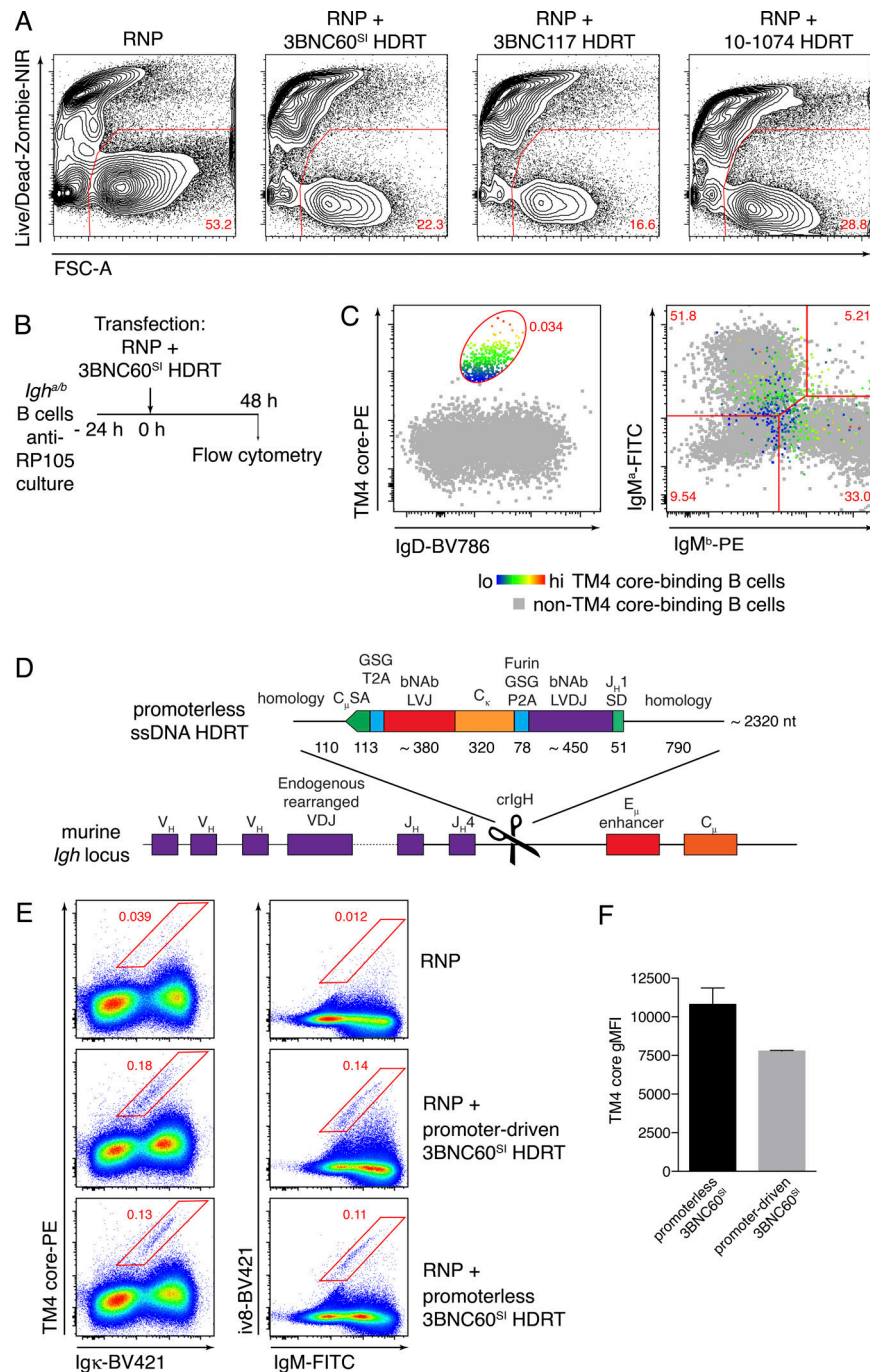 A
RNP
RNP +
3BNC60SI HDRT
RNP +
3BNC117 HDRT
RNP +
10-1074 HDRT
Live/Dead-Zombie-NIR
53.2
22.3
16.6
28.8
FSC-A
B
Transfection:
RNP +
3BNC60SI HDRT
Igha/b
B cells
anti-
RP105
culture
- 24 h
0 h
48 h
Flow cytometry
C
0.034
TM4 core-PE
IgD-BV786
51.8
5.21
9.54
33.0
IgMa-FITC
IgMb-PE
lo hi TM4 core-binding B cells
non-TM4 core-binding B cells
D
promoterless
ssDNA HDRT
homology
CμSA
GSG
T2A
bNAb
LVJ
Cκ
Furin
GSG
P2A
bNAb
LVDJ
JH1
SD
homology
~ 2320 nt
110 113 ~ 380 320 78 ~ 450 51 790
murine
Igh locus
VH
VH
VH
Endogenous
rearranged
VDJ
JH
JH4
crIgH
Eμ
enhancer
Cμ
E
0.039
0.012
RNP
0.18
0.14
RNP +
promoter-driven
3BNC60SI HDRT
0.13
0.11
RNP +
promoterless
3BNC60SI HDRT
TM4 core-PE
Igκ-BV421
iv8-BV421
IgM-FITC
F
TM4 core gMFI
12500
10000
7500
5000
2500
0
promoterless
3BNC60SI
promoter-driven
3BNC60SI